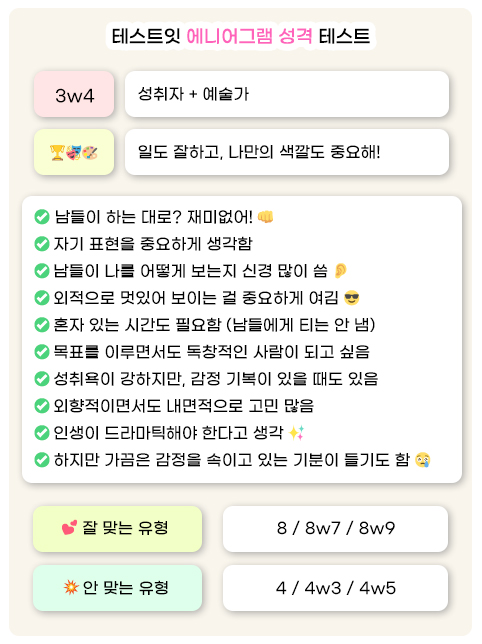 테스트잇 에니어그램 성격 테스트
3w4
성취자 + 예술가
🏆🎭🎨
일도 잘하고, 나만의 색깔도 중요해!
✅ 남들이 하는 대로? 재미없어! 👊
✅ 자기 표현을 중요하게 생각함
✅ 남들이 나를 어떻게 보는지 신경 많이 씀 👂
✅ 외적으로 멋있어 보이는 걸 중요하게 여김 😎
✅ 혼자 있는 시간도 필요함 (남들에게 티는 안 냄)
✅ 목표를 이루면서도 독창적인 사람이 되고 싶음
✅ 성취욕이 강하지만, 감정 기복이 있을 때도 있음
✅ 외향적이면서도 내면적으로 고민 많음
✅ 인생이 드라마틱해야 한다고 생각 ✨
✅ 하지만 가끔은 감정을 속이고 있는 기분이 들기도 함 😢
💕 잘 맞는 유형
8 / 8w7 / 8w9
💥 안 맞는 유형
4 / 4w3 / 4w5